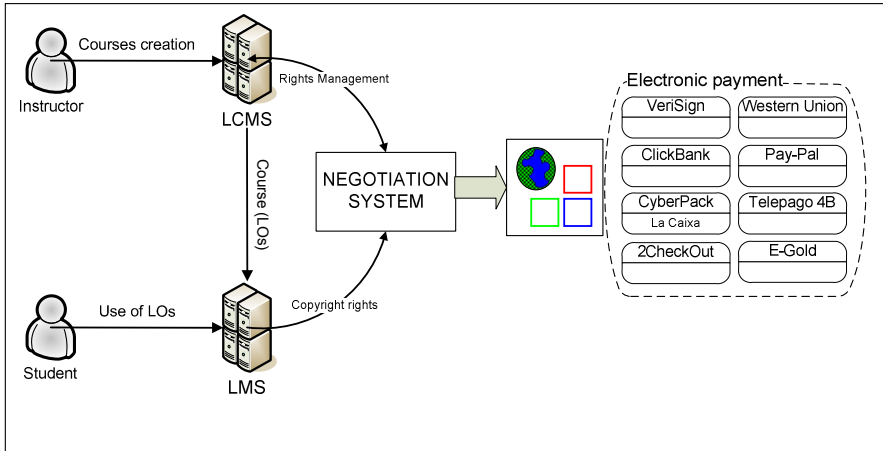 Courses creation
Instructor
LCMS
Rights Management
Course (LOs)
NEGOTIATION
SYSTEM
Use of LOs
Student
LMS
Copyright rights
Electronic payment
VeriSign
Western Union
ClickBank
Pay-Pal
CyberPack
La Caixa
Telepago 4B
2CheckOut
E-Gold